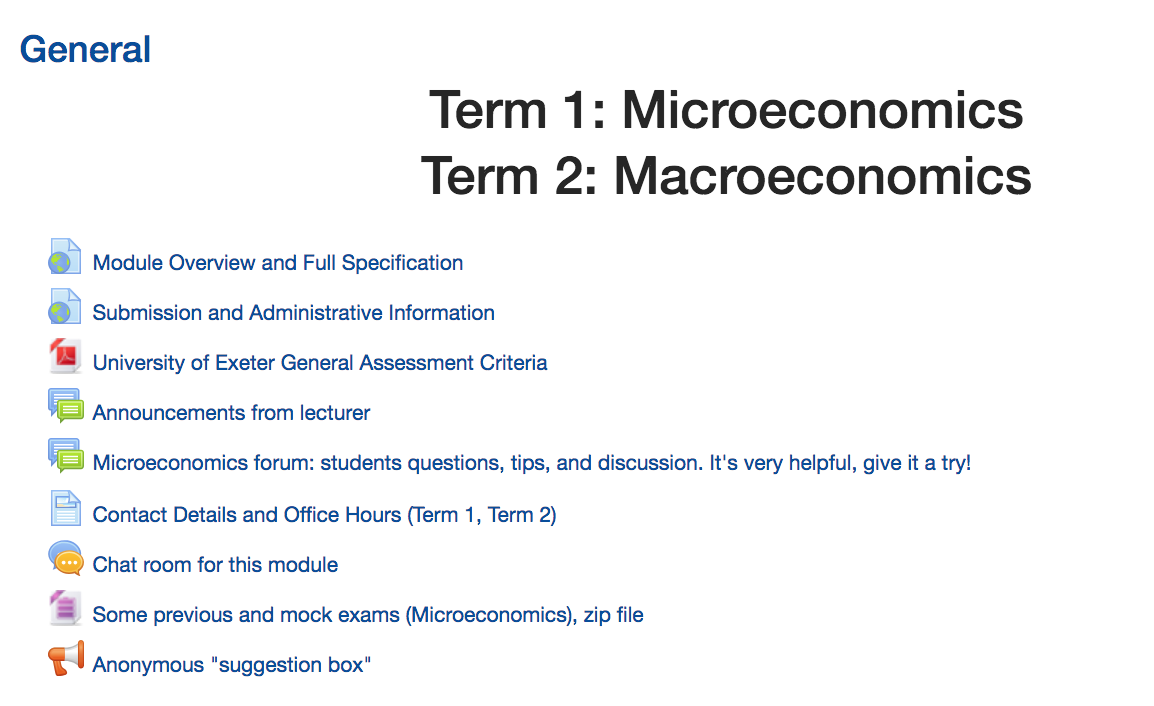 General
Term 1: Microeconomics
Term 2: Macroeconomics
Module Overview and Full Specification
Submission and Administrative Information
University of Exeter General Assessment Criteria
Announcements from lecturer
Microeconomics forum: students questions, tips, and discussion. It's very helpful, give it a try!
Contact Details and Office Hours (Term 1, Term 2)
Chat room for this module
Some previous and mock exams (Microeconomics), zip file
Anonymous "suggestion box"